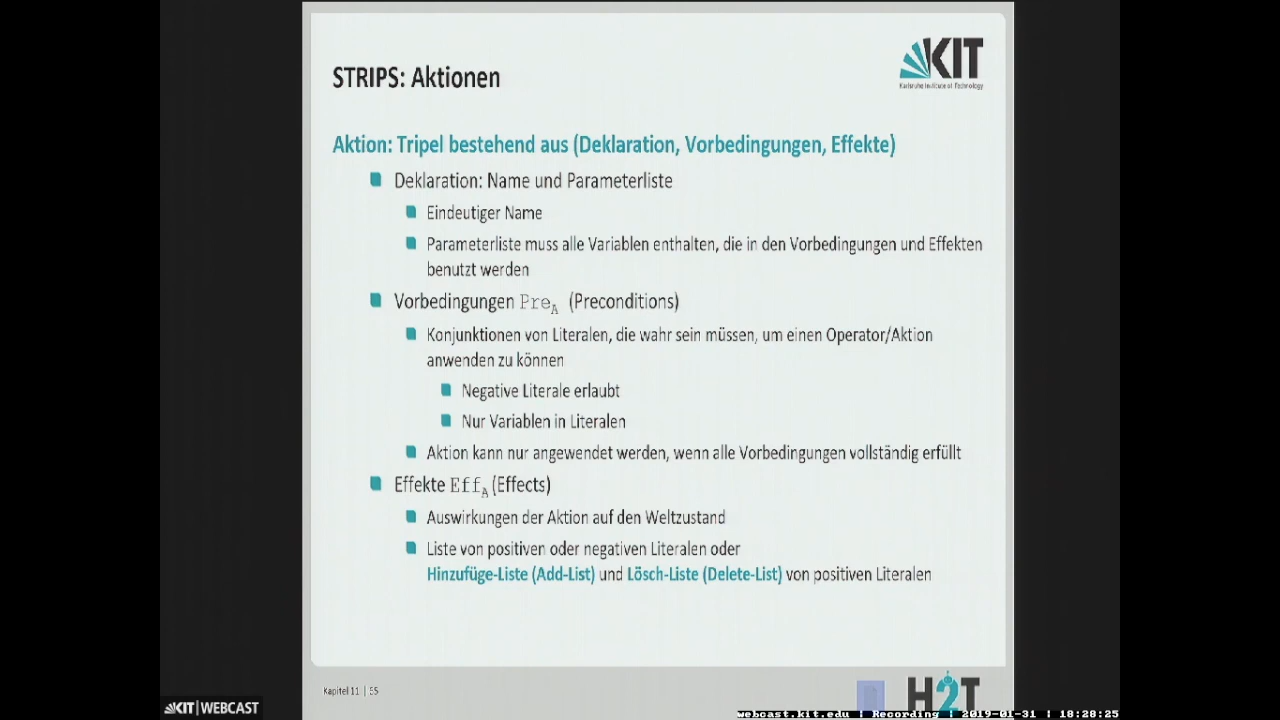 KIT
Karlsruhe Institute of Technology
STRIPS: Aktionen
Aktion: Tripel bestehend aus (Deklaration, Vorbedingungen, Effekte)
Deklaration: Name und Parameterliste
Eindeutiger Name
Parameterliste muss alle Variablen enthalten, die in den Vorbedingungen und Effekten
benutzt werden
Vorbedingungen Pre_A (Preconditions)
Konjunktionen von Literalen, die wahr sein müssen, um einen Operator/Aktion
anwenden zu können
Negative Literale erlaubt
Nur Variablen in Literalen
Aktion kann nur angewendet werden, wenn alle Vorbedingungen vollständig erfüllt
Effekte Eff_A (Effects)
Auswirkungen der Aktion auf den Weltzustand
Liste von positiven oder negativen Literalen oder
Hinzufüge-Liste (Add-List) und Lösch-Liste (Delete-List) von positiven Literalen
Kapitel 11 | 55
H2T
KIT | WEBCAST
webcast.kit.edu | Recording | 2019-01-31 | 18:28:25